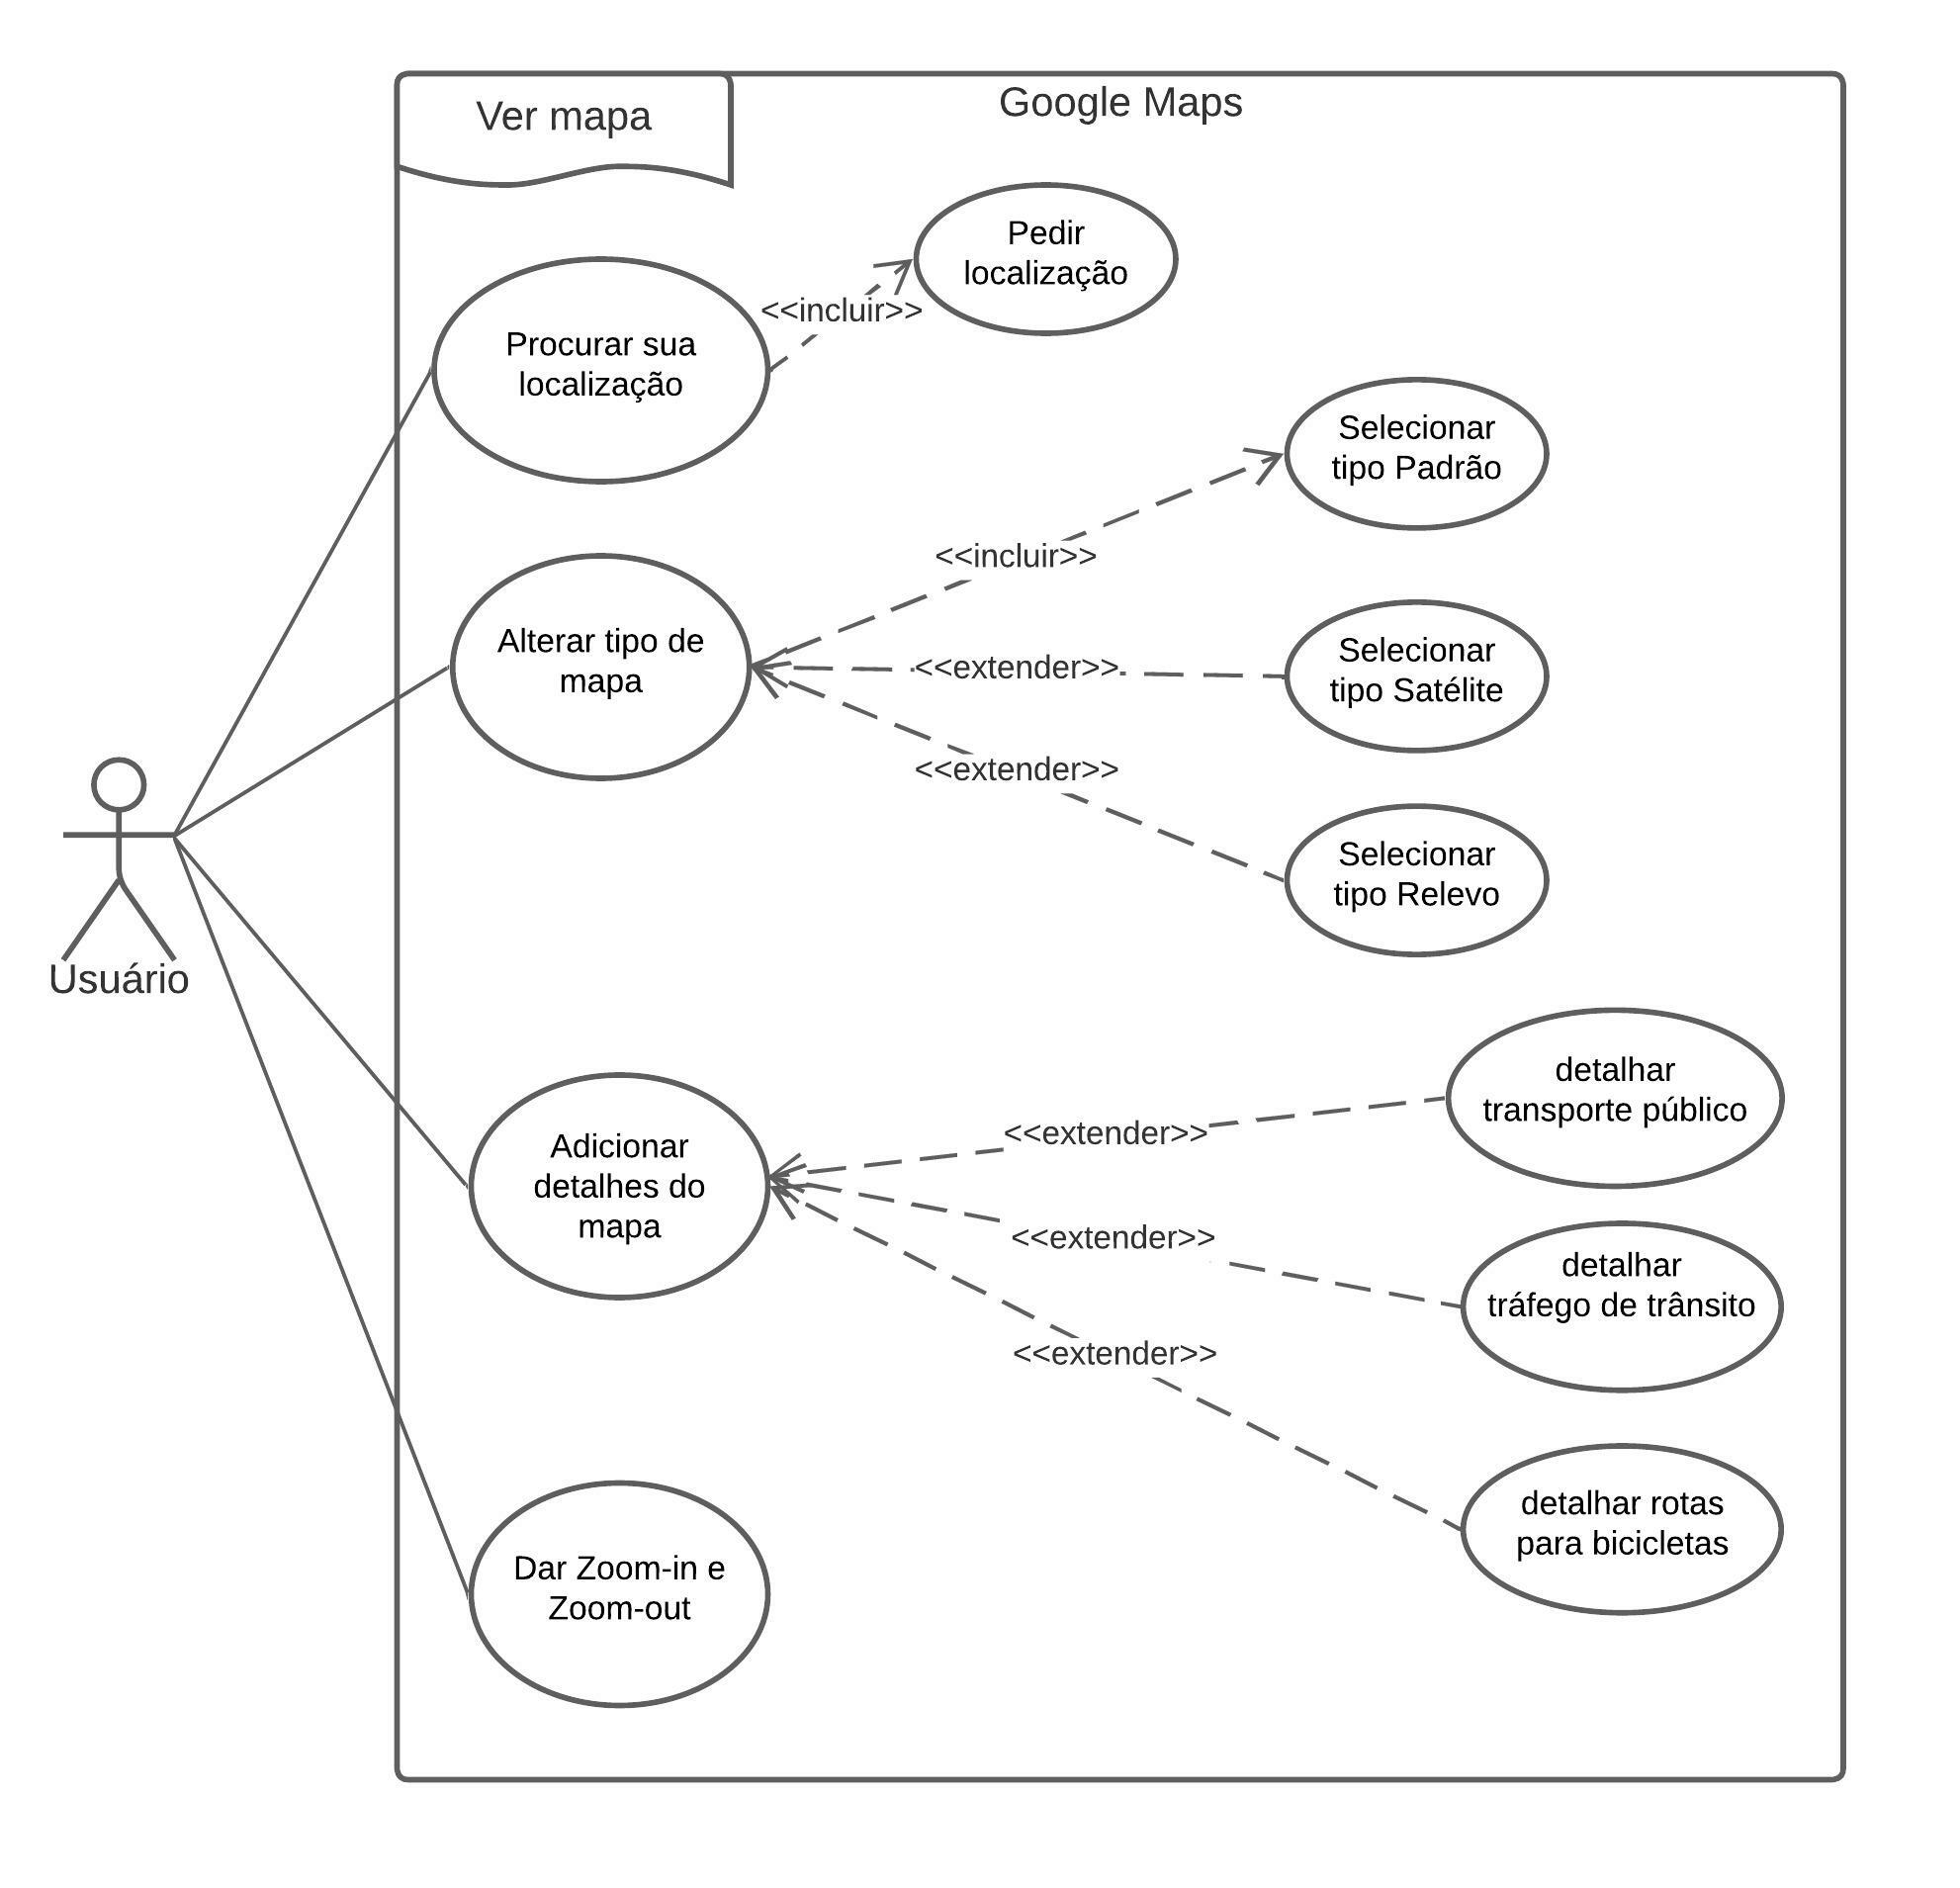 Ver mapa
Google Maps
Pedir
localização
<<incluir>>
Procurar sua
localização
Selecionar
tipo Padrão
<<incluir>>
Alterar tipo de
mapa
<<extender>>
Selecionar
tipo Satélite
<<extender>>
Selecionar
tipo Relevo
Usuário
detalhar
transporte público
<<extender>>
Adicionar
detalhes do
mapa
<<extender>>
detalhar
tráfego de trânsito
<<extender>>
detalhar rotas
para bicicletas
Dar Zoom-in e
Zoom-out